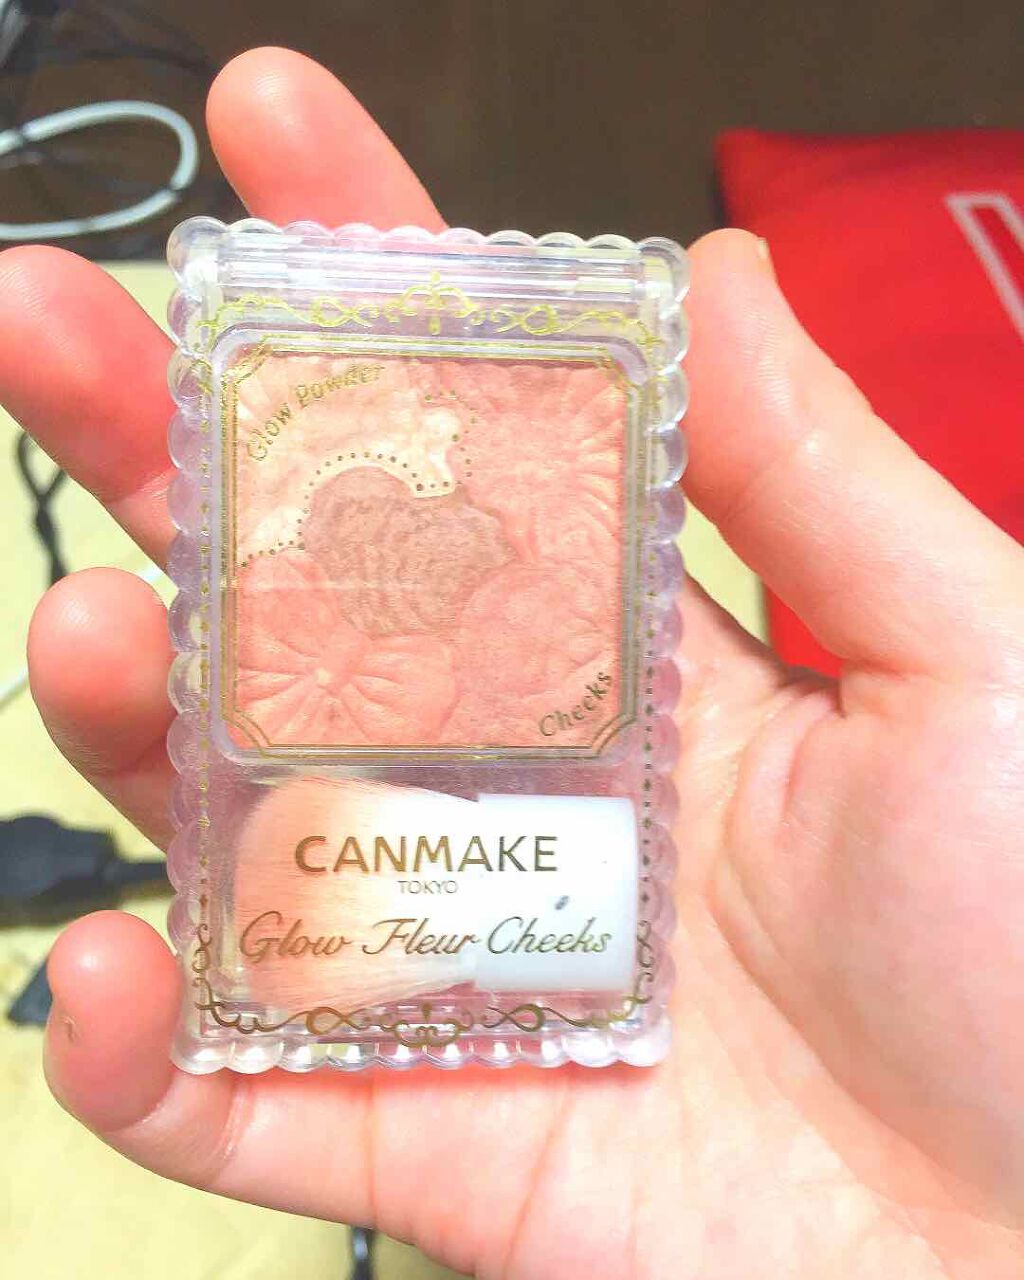 Glow Powder
Cheeks
CANMAKE
TOKYO
Glow Fleur Cheeks